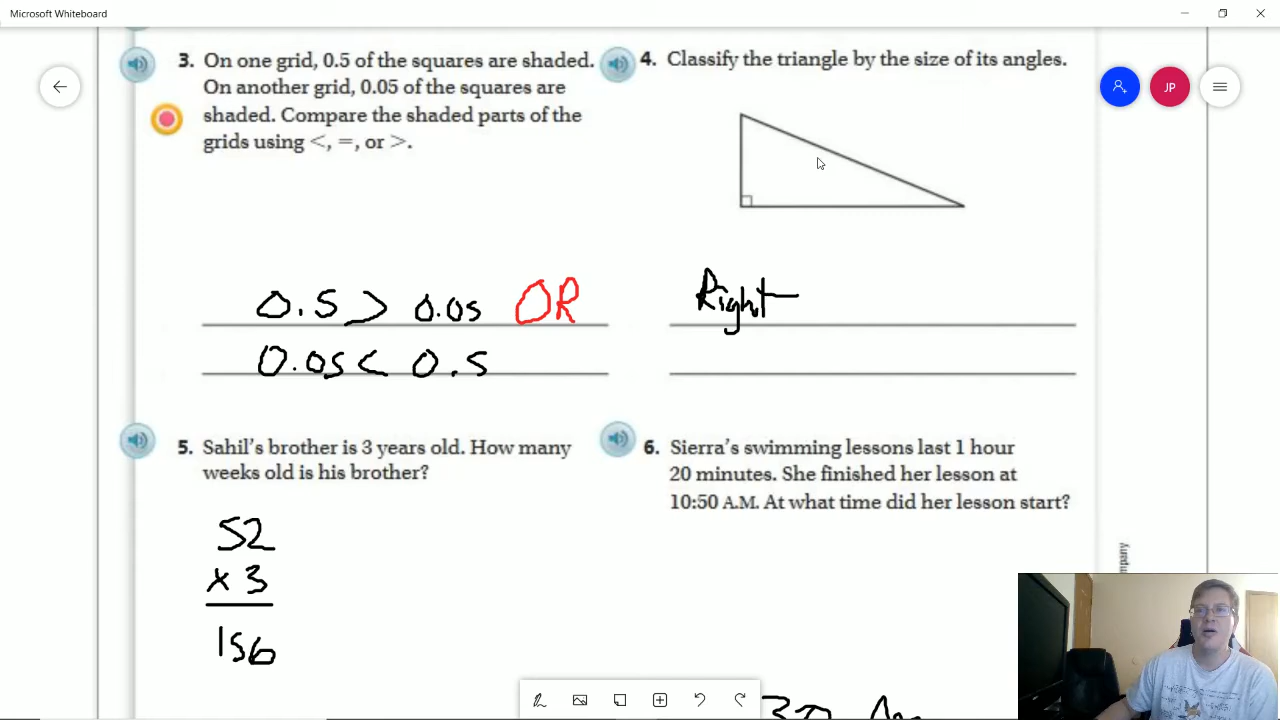 Microsoft Whiteboard
3. On one grid, 0.5 of the squares are shaded.
On another grid, 0.05 of the squares are
shaded. Compare the shaded parts of the
grids using <, =, or >.
0.5 > 0.05 OR
0.05 < 0.5
4. Classify the triangle by the size of its angles.
Right
JP
5. Sahil's brother is 3 years old. How many
weeks old is his brother?
52
x 3
156
6. Sierra's swimming lessons last 1 hour
20 minutes. She finished her lesson at
10:50 A.M. At what time did her lesson start?
mpany